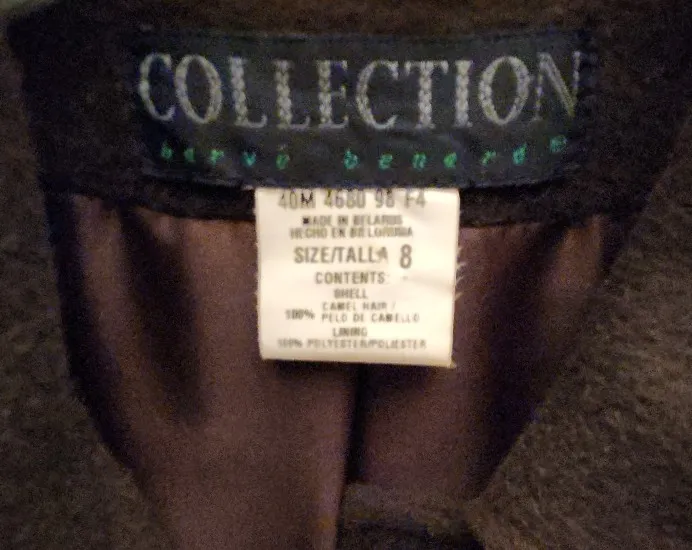 COLLECTION
hervé benard
40M 4680 98 F4
MADE IN BELARUS
HECHO EN BIELORUSIA
SIZE/TALLA 8
CONTENTS:
SHELL
CAMEL HAIR /
100% PELO DE CAMELLO
LINING
100% POLYESTER/POLIESTER